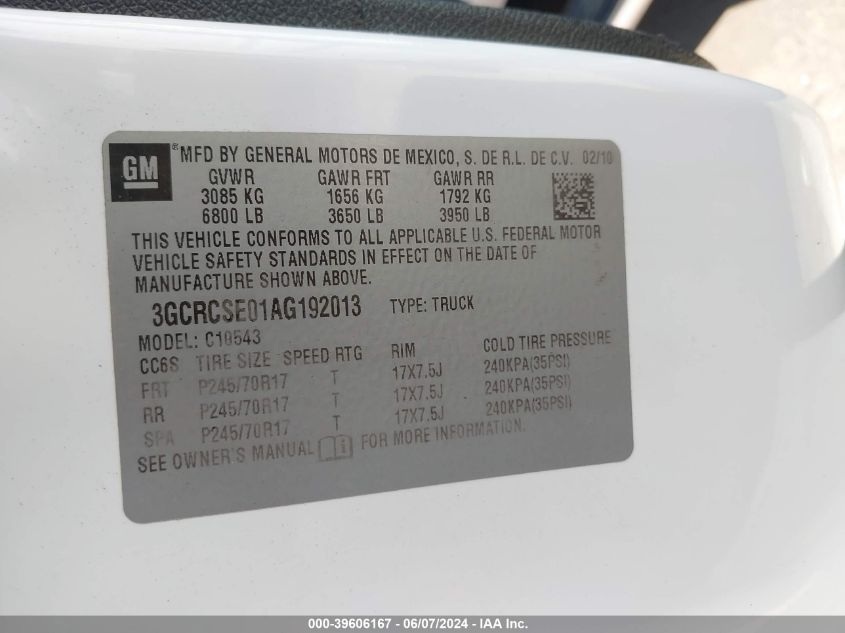 GM ® MFD BY GENERAL MOTORS DE MEXICO, S. DE R.L. DE C.V. 02/10
GVWR GAWR FRT GAWR RR
3085 KG 1656 KG 1792 KG
6800 LB 3650 LB 3950 LB
THIS VEHICLE CONFORMS TO ALL APPLICABLE U.S. FEDERAL MOTOR
VEHICLE SAFETY STANDARDS IN EFFECT ON THE DATE OF
MANUFACTURE SHOWN ABOVE.
3GCRCSE01AG192013 TYPE: TRUCK
MODEL: C10543
CC6S TIRE SIZE SPEED RTG RIM COLD TIRE PRESSURE
FRT P245/70R17 T 17X7.5J 240KPA(35PSI)
RR P245/70R17 T 17X7.5J 240KPA(35PSI)
SPA P245/70R17 T 17X7.5J 240KPA(35PSI)
SEE OWNER'S MANUAL i FOR MORE INFORMATION.
000-39606167 - 06/07/2024 - IAA Inc.